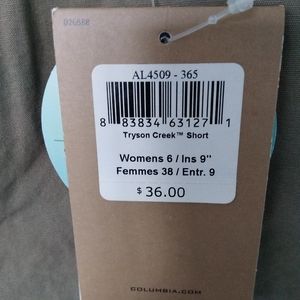 AL4509 - 365
8 83834 63127 1
Tryson Creek™ Short
Womens 6 / Ins 9"
Femmes 38 / Entr. 9
$ 36.00
COLUMBIA.COM